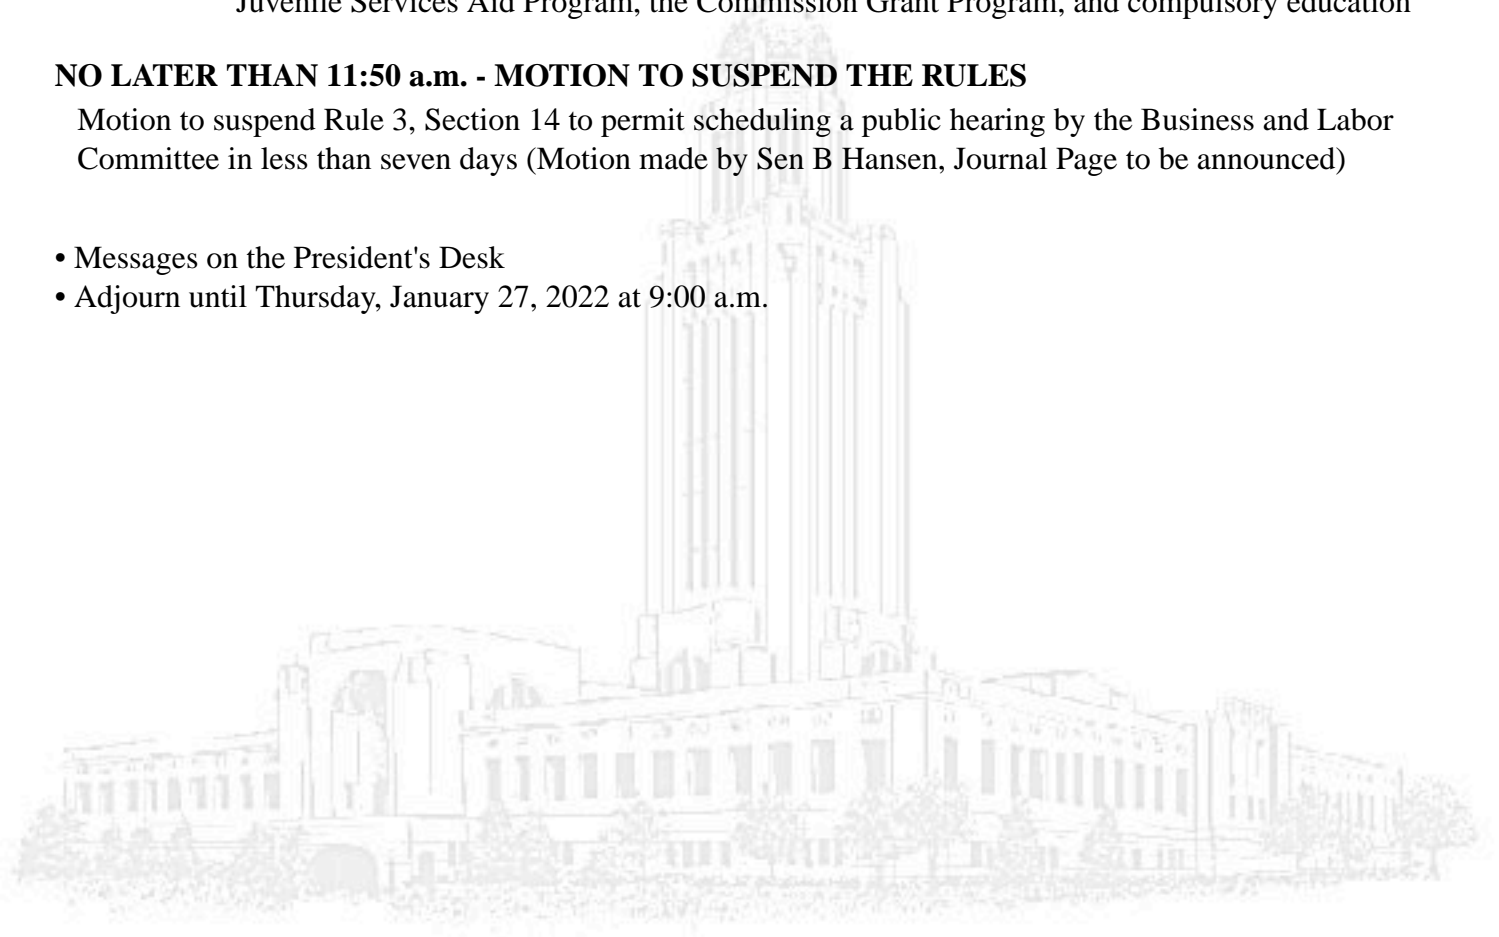 Juvenile Services Aid Program, the Commission Grant Program, and compulsory education
NO LATER THAN 11:50 a.m. - MOTION TO SUSPEND THE RULES
Motion to suspend Rule 3, Section 14 to permit scheduling a public hearing by the Business and Labor
Committee in less than seven days (Motion made by Sen B Hansen, Journal Page to be announced)
• Messages on the President's Desk
• Adjourn until Thursday, January 27, 2022 at 9:00 a.m.